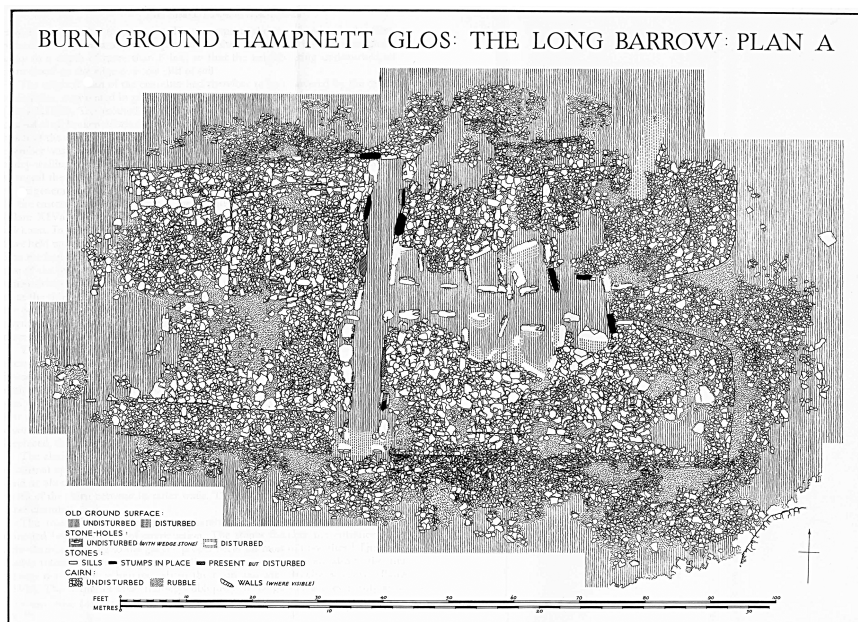 BURN GROUND HAMPNETT GLOS: THE LONG BARROW: PLAN A
OLD GROUND SURFACE:
UNDISTURBED DISTURBED
STONE-HOLES:
UNDISTURBED (WITH WEDGE STONE) DISTURBED
STONES:
SILLS STUMPS IN PLACE PRESENT BUT DISTURBED
CAIRN:
UNDISTURBED RUBBLE WALLS (WHERE VISIBLE)
FEET 0 10 20 30 40 50 60 70 80 90 100
METRES 0 10 20 30